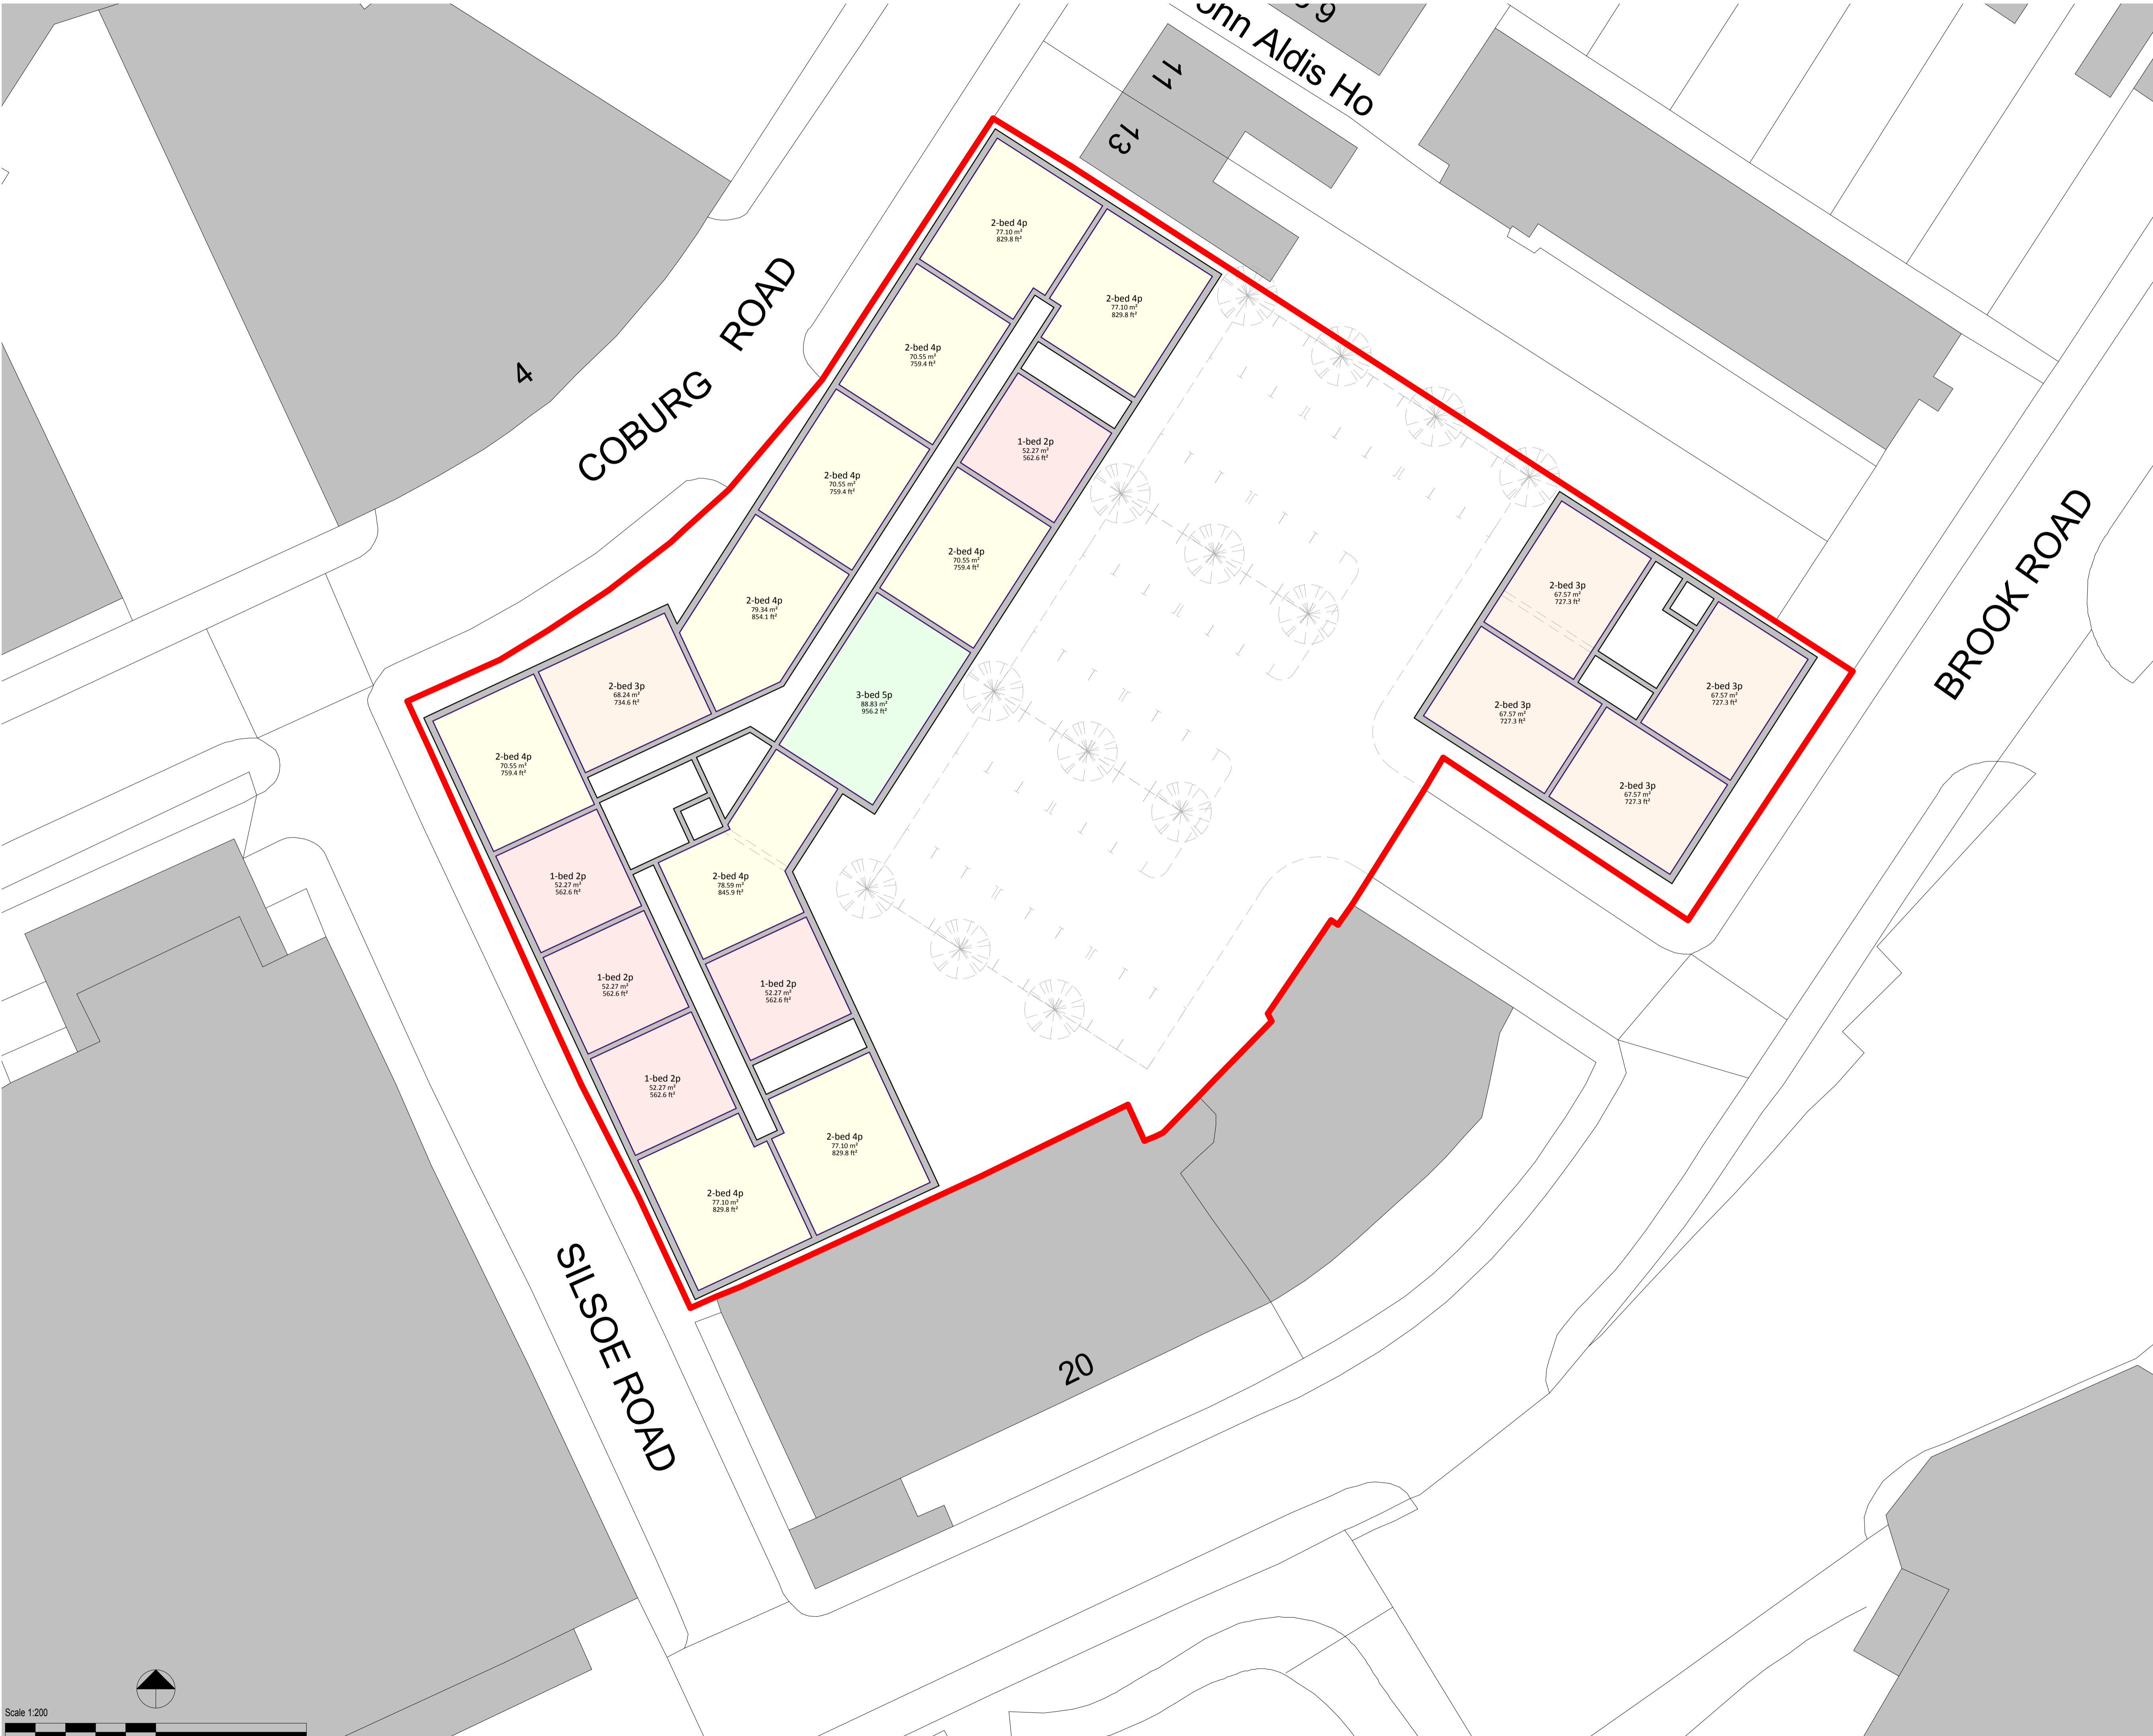 ohn Aldis Ho
11
13
4
COBURG ROAD
2-bed 4p
77.10 m²
829.8 ft²
2-bed 4p
77.10 m²
829.8 ft²
2-bed 4p
70.55 m²
759.4 ft²
1-bed 2p
52.27 m²
562.6 ft²
2-bed 4p
70.55 m²
759.4 ft²
2-bed 4p
70.55 m²
759.4 ft²
2-bed 4p
79.34 m²
854.1 ft²
2-bed 3p
68.24 m²
734.6 ft²
3-bed 5p
88.83 m²
956.2 ft²
2-bed 4p
70.55 m²
759.4 ft²
1-bed 2p
52.27 m²
562.6 ft²
2-bed 4p
78.59 m²
845.9 ft²
1-bed 2p
52.27 m²
562.6 ft²
1-bed 2p
52.27 m²
562.6 ft²
1-bed 2p
52.27 m²
562.6 ft²
2-bed 4p
77.10 m²
829.8 ft²
2-bed 4p
77.10 m²
829.8 ft²
2-bed 3p
67.57 m²
727.3 ft²
2-bed 3p
67.57 m²
727.3 ft²
2-bed 3p
67.57 m²
727.3 ft²
2-bed 3p
67.57 m²
727.3 ft²
BROOK ROAD
SILSOE ROAD
20
Scale 1:200